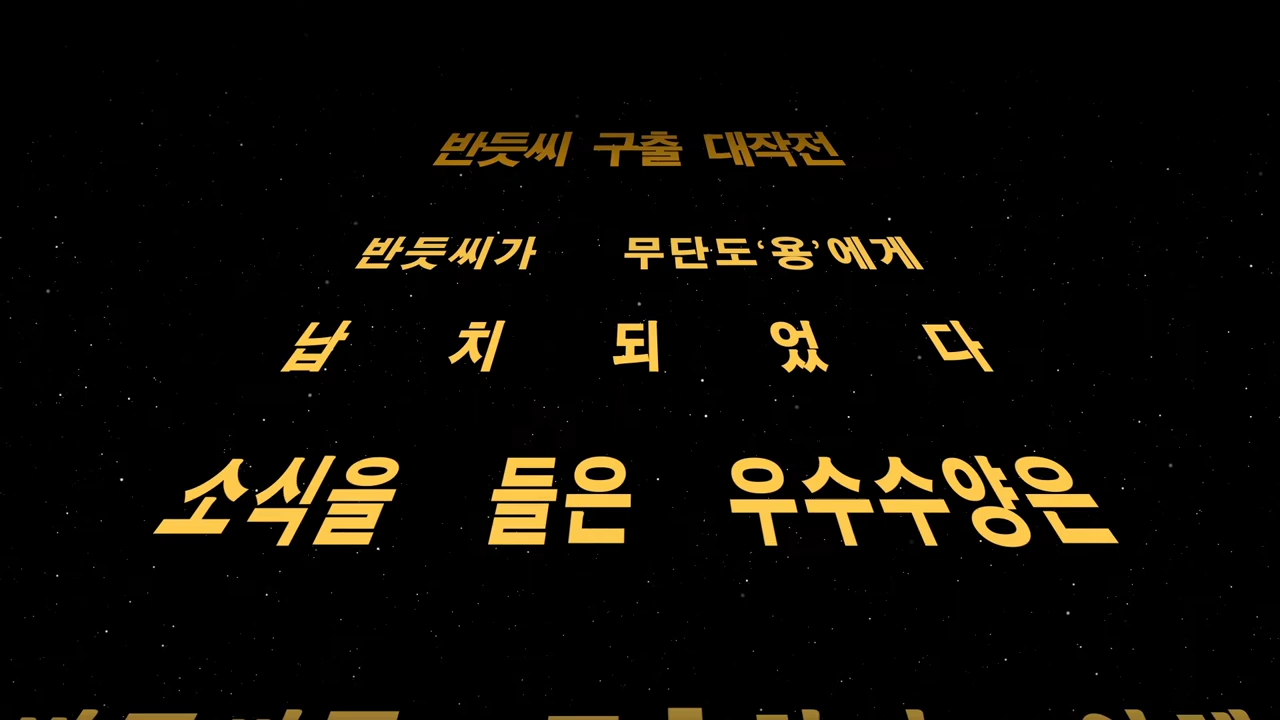 반듯씨 구출 대작전
반듯씨가 무단도‘용’에게
납치되었다
소식을 들은 우수수양은